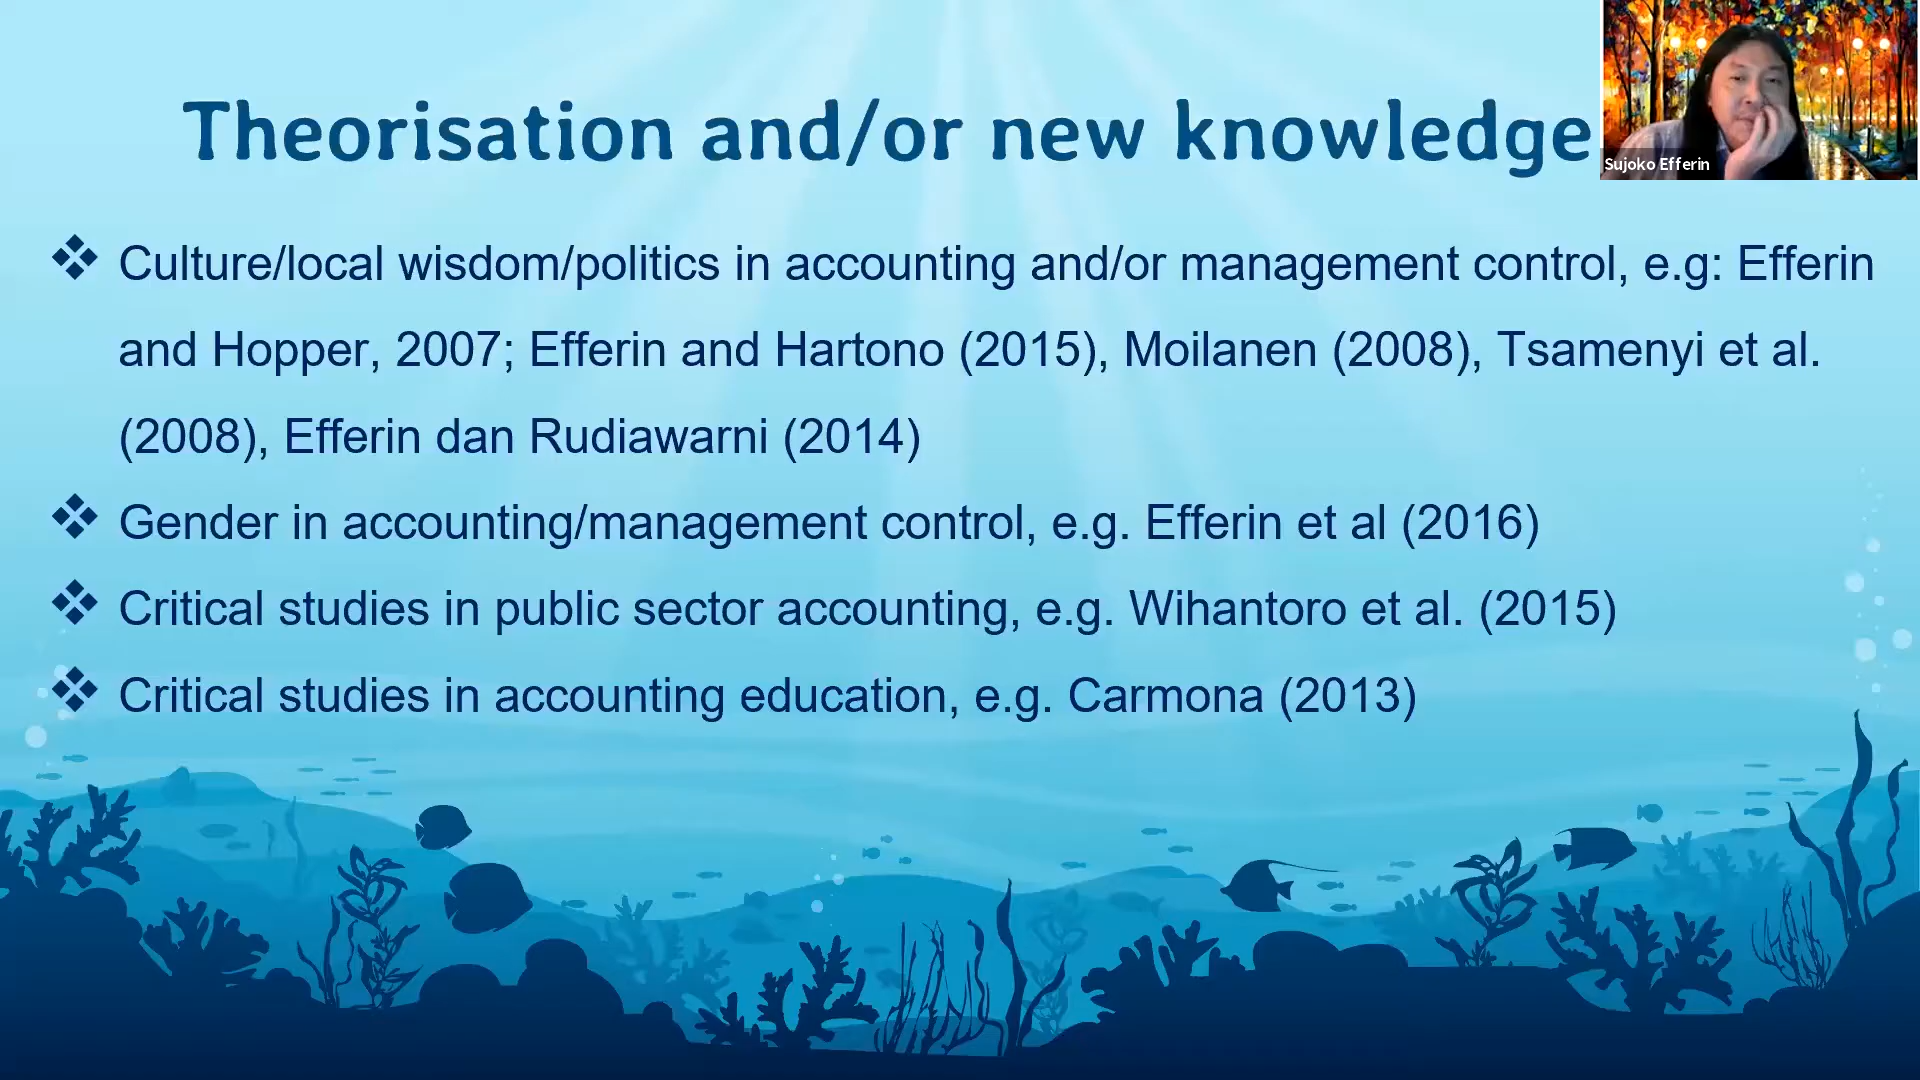 Theorisation and/or new knowledge
Sujoko Efferin
❖ Culture/local wisdom/politics in accounting and/or management control, e.g: Efferin
and Hopper, 2007; Efferin and Hartono (2015), Moilanen (2008), Tsamenyi et al.
(2008), Efferin dan Rudiawarni (2014)
❖ Gender in accounting/management control, e.g. Efferin et al (2016)
❖ Critical studies in public sector accounting, e.g. Wihantoro et al. (2015)
❖ Critical studies in accounting education, e.g. Carmona (2013)